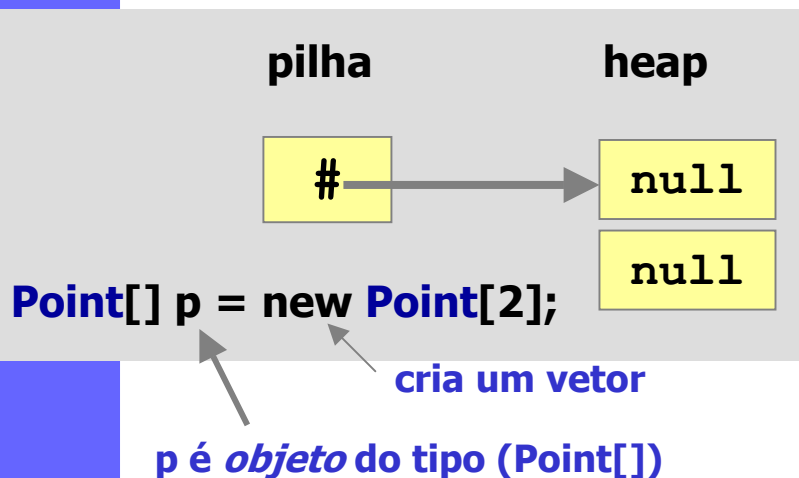 pilha heap
# null
null
Point[] p = new Point[2];
cria um vetor
p é objeto do tipo (Point[])